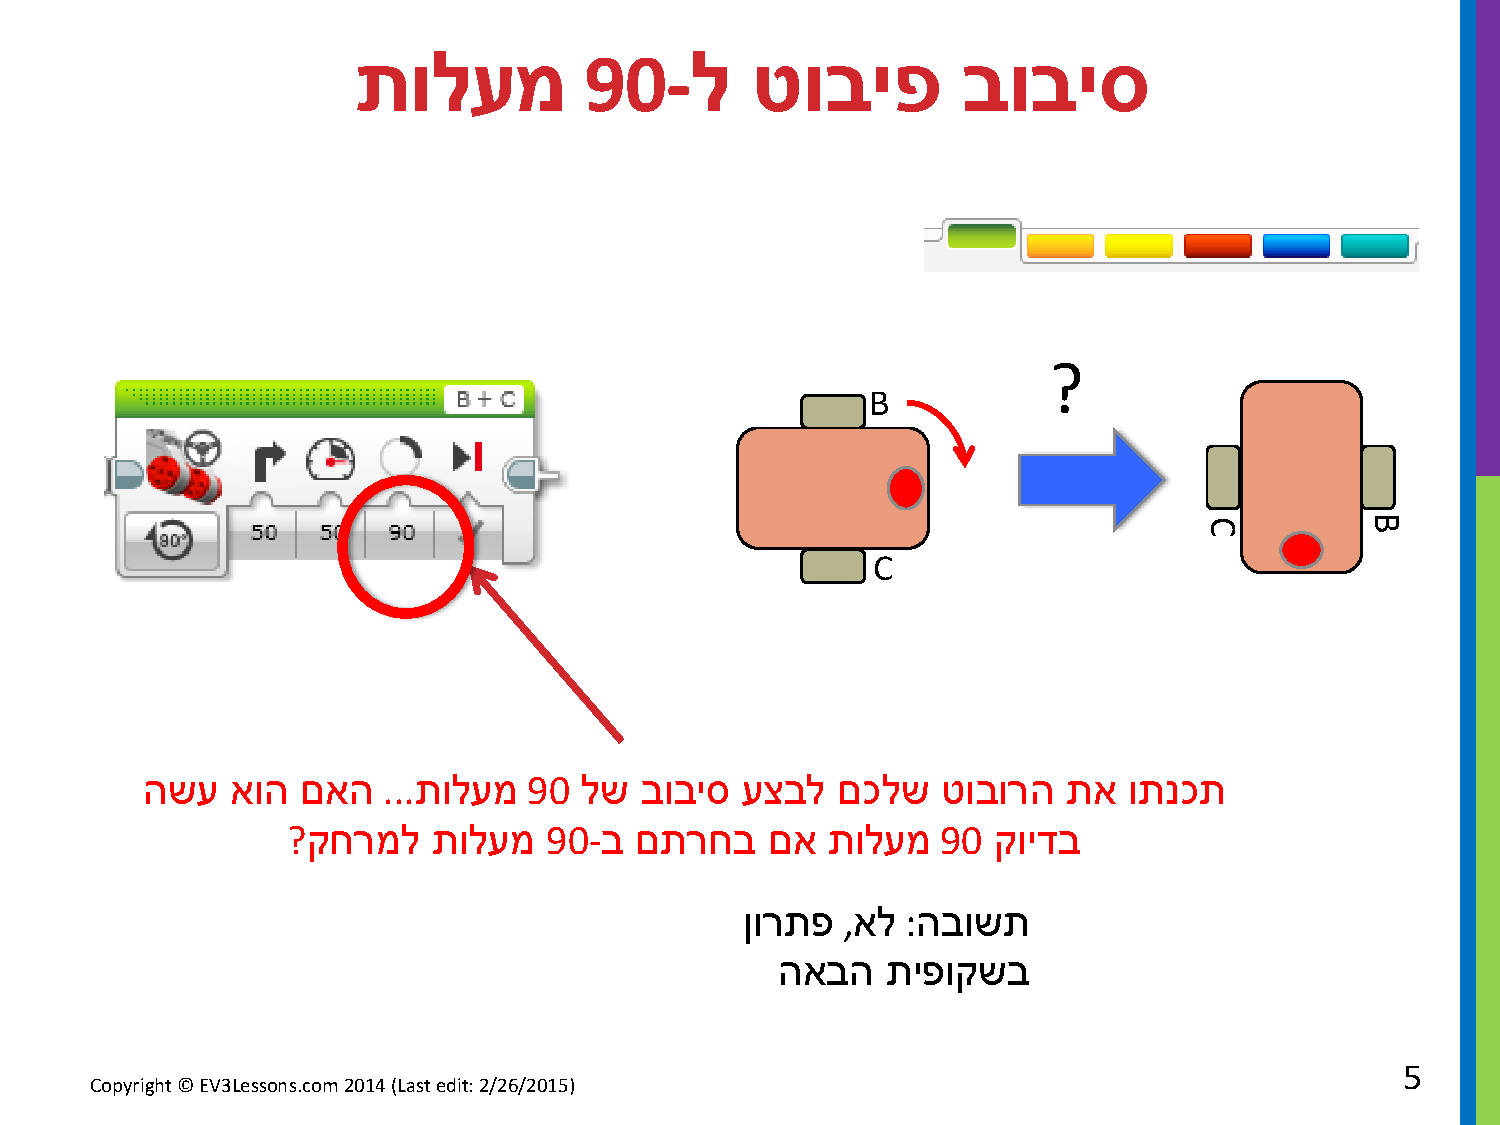 סיבוב פיבוט ל-90 מעלות
B + C
80°
50
50
90
B
C
?
C
B
תכנתו את הרובוט שלכם לבצע סיבוב של 90 מעלות... האם הוא עשה
בדיוק 90 מעלות אם בחרתם ב-90 מעלות למרחק?
תשובה: לא, פתרון
בשקופית הבאה
Copyright © EV3Lessons.com 2014 (Last edit: 2/26/2015)
5